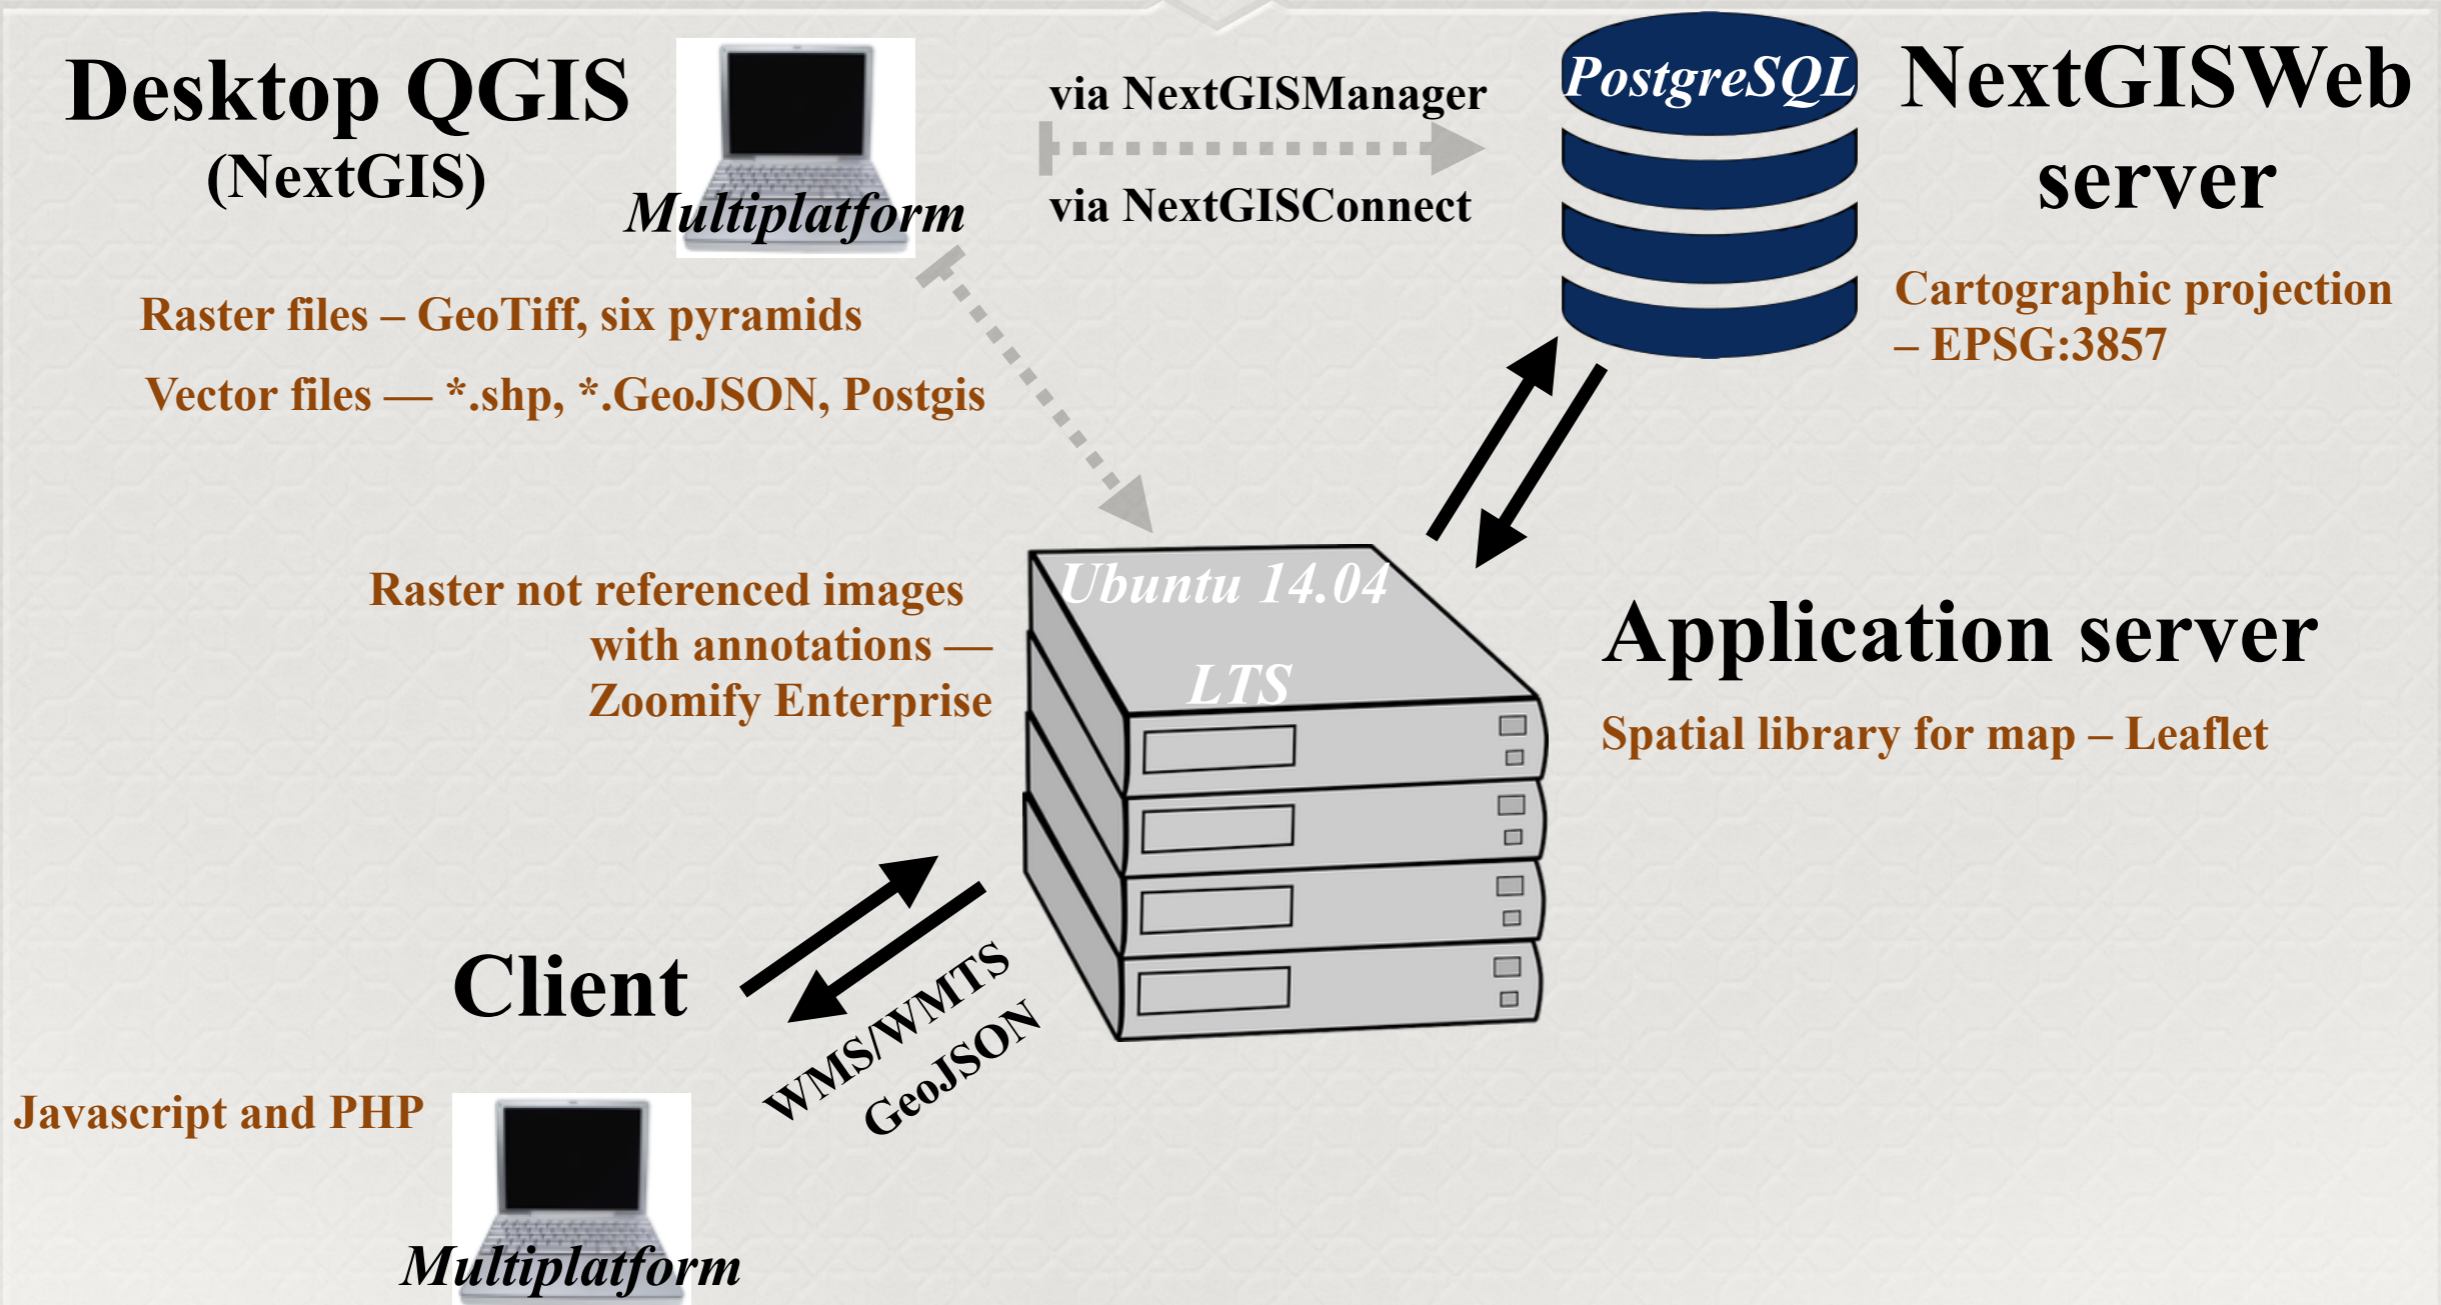 Desktop QGIS
(NextGIS)
Multiplatform
via NextGISManager
via NextGISConnect
PostgreSQL
NextGISWeb
server
Raster files – GeoTiff, six pyramids
Vector files — *.shp, *.GeoJSON, Postgis
Cartographic projection
– EPSG:3857
Raster not referenced images
with annotations —
Zoomify Enterprise
Ubuntu 14.04
LTS
Application server
Spatial library for map – Leaflet
Client
WMS/WMTS
GeoJSON
Javascript and PHP
Multiplatform